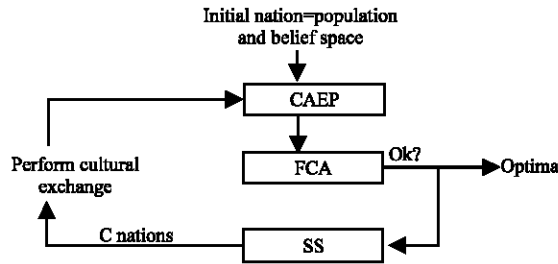 Initial nation=population
and belief space
CAEP
FCA
Ok?
Optima
Perform cultural
exchange
C nations
SS